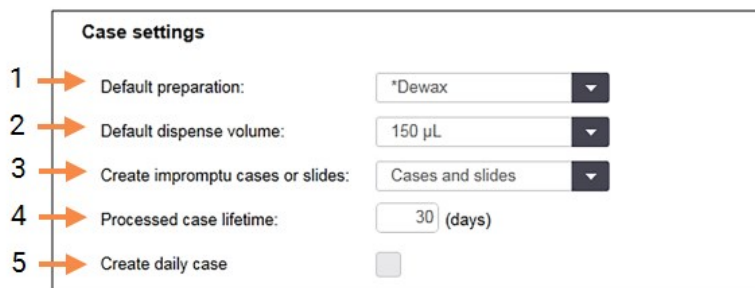 Case settings
1 Default preparation: *Dewax
2 Default dispense volume: 150 µL
3 Create impromptu cases or slides: Cases and slides
4 Processed case lifetime: 30 (days)
5 Create daily case